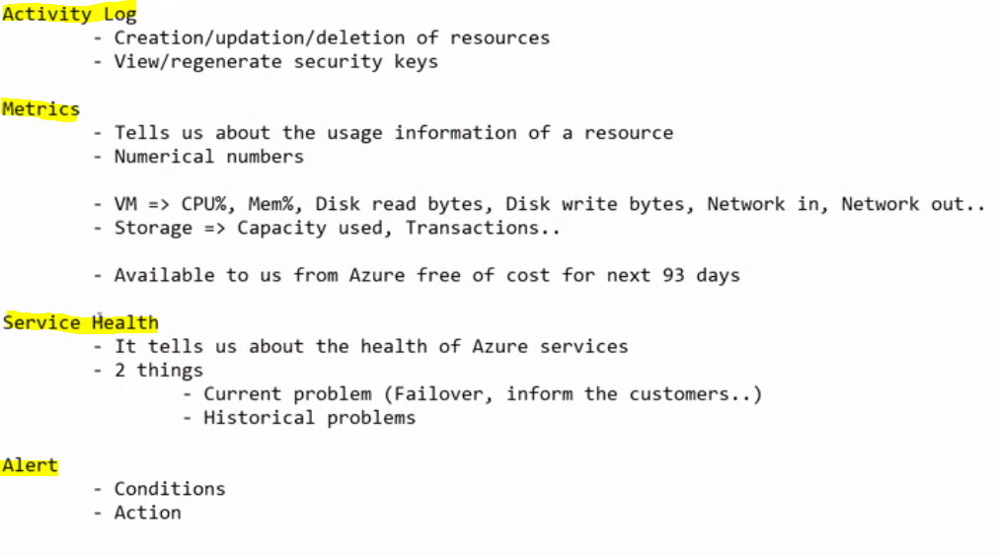 Activity Log
- Creation/updation/deletion of resources
- View/regenerate security keys
Metrics
- Tells us about the usage information of a resource
- Numerical numbers
- VM => CPU%, Mem%, Disk read bytes, Disk write bytes, Network in, Network out..
- Storage => Capacity used, Transactions..
- Available to us from Azure free of cost for next 93 days
Service Health
- It tells us about the health of Azure services
- 2 things
- Current problem (Failover, inform the customers..)
- Historical problems
Alert
- Conditions
- Action